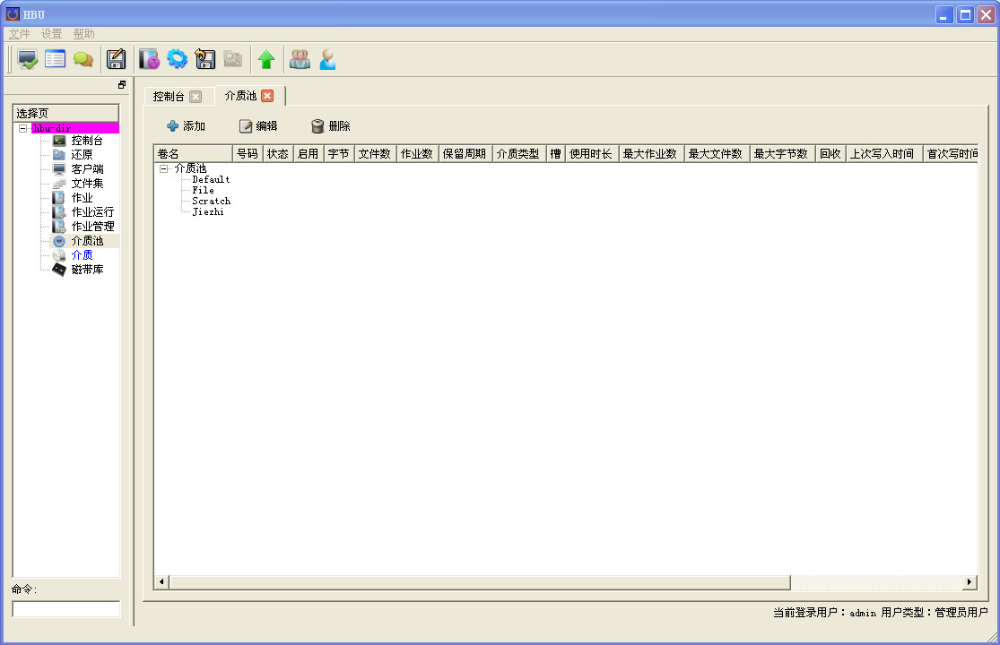 HBU
文件 设置 帮助
控制台 介质池
选择页
hbu-dir
控制台
还原
客户端
文件集
作业
作业运行
作业管理
介质池
介质
磁带库
添加 编辑 删除
卷名 号码 状态 启用 字节 文件数 作业数 保留周期 介质类型 槽 使用时长 最大作业数 最大文件数 最大字节数 回收 上次写入时间 首次写时间
介质池
Default
File
Scratch
Jiezhi
命令:
当前登录用户：admin 用户类型：管理员用户